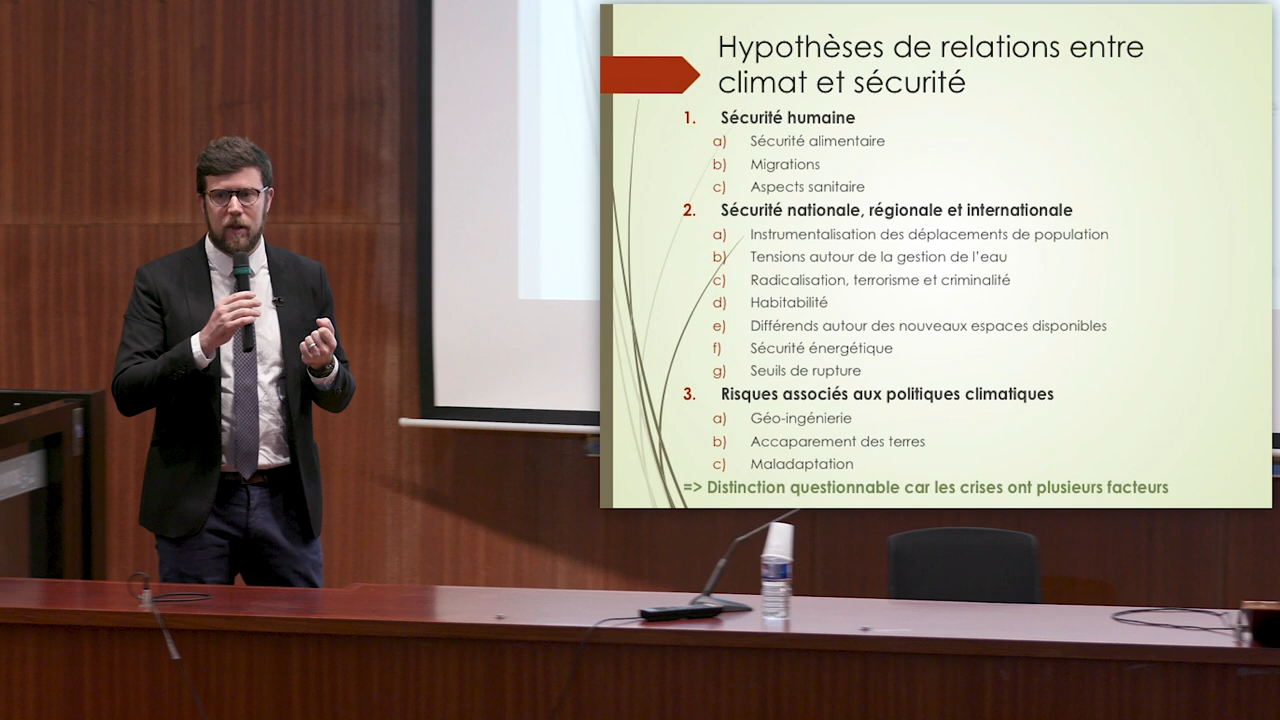 Hypothèses de relations entre
climat et sécurité
1. Sécurité humaine
a) Sécurité alimentaire
b) Migrations
c) Aspects sanitaire
2. Sécurité nationale, régionale et internationale
a) Instrumentalisation des déplacements de population
b) Tensions autour de la gestion de l'eau
c) Radicalisation, terrorisme et criminalité
d) Habitabilité
e) Différends autour des nouveaux espaces disponibles
f) Sécurité énergétique
g) Seuils de rupture
3. Risques associés aux politiques climatiques
a) Géo-ingénierie
b) Accaparement des terres
c) Maladaptation
=> Distinction questionnable car les crises ont plusieurs facteurs